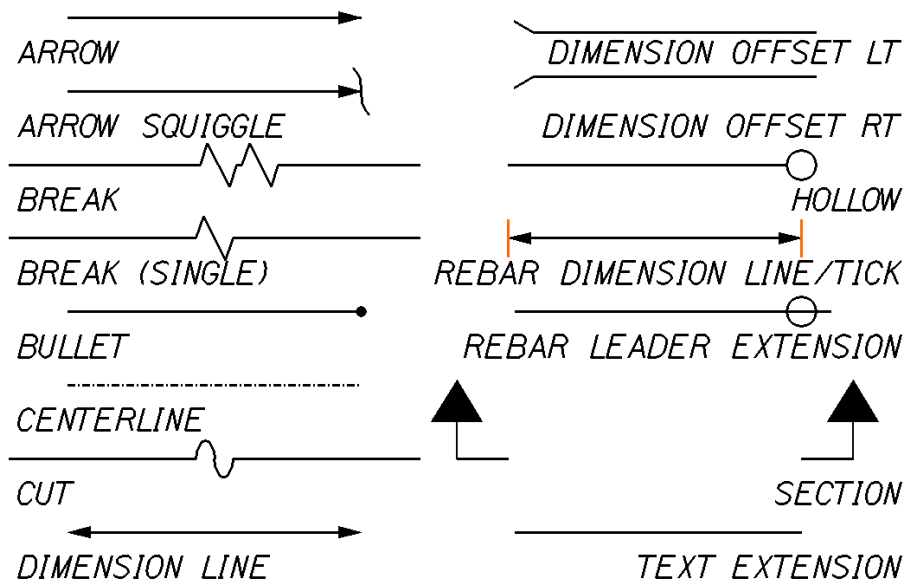 ARROW
ARROW SQUIGGLE
BREAK
BREAK (SINGLE)
BULLET
CENTERLINE
CUT
DIMENSION LINE
DIMENSION OFFSET LT
DIMENSION OFFSET RT
HOLLOW
REBAR DIMENSION LINE/TICK
REBAR LEADER EXTENSION
SECTION
TEXT EXTENSION